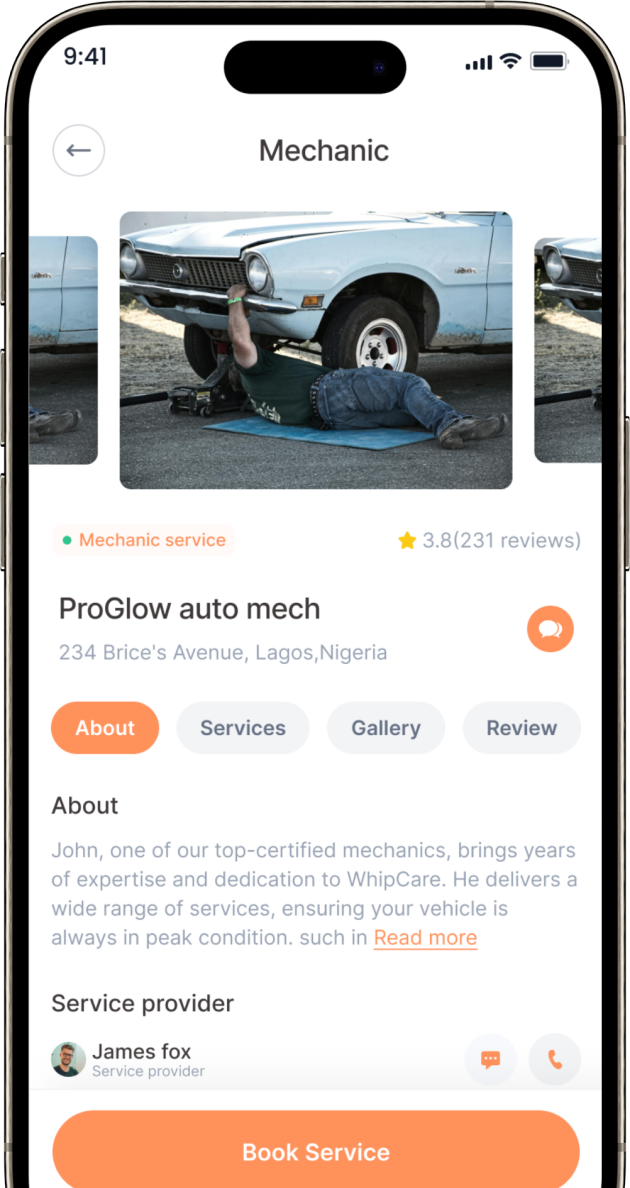 9:41
Mechanic
Mechanic service
3.8(231 reviews)
ProGlow auto mech
234 Brice's Avenue, Lagos,Nigeria
About
Services
Gallery
Review
About
John, one of our top-certified mechanics, brings years
of expertise and dedication to WhipCare. He delivers a
wide range of services, ensuring your vehicle is
always in peak condition. such in Read more
Service provider
James fox
Service provider
Book Service